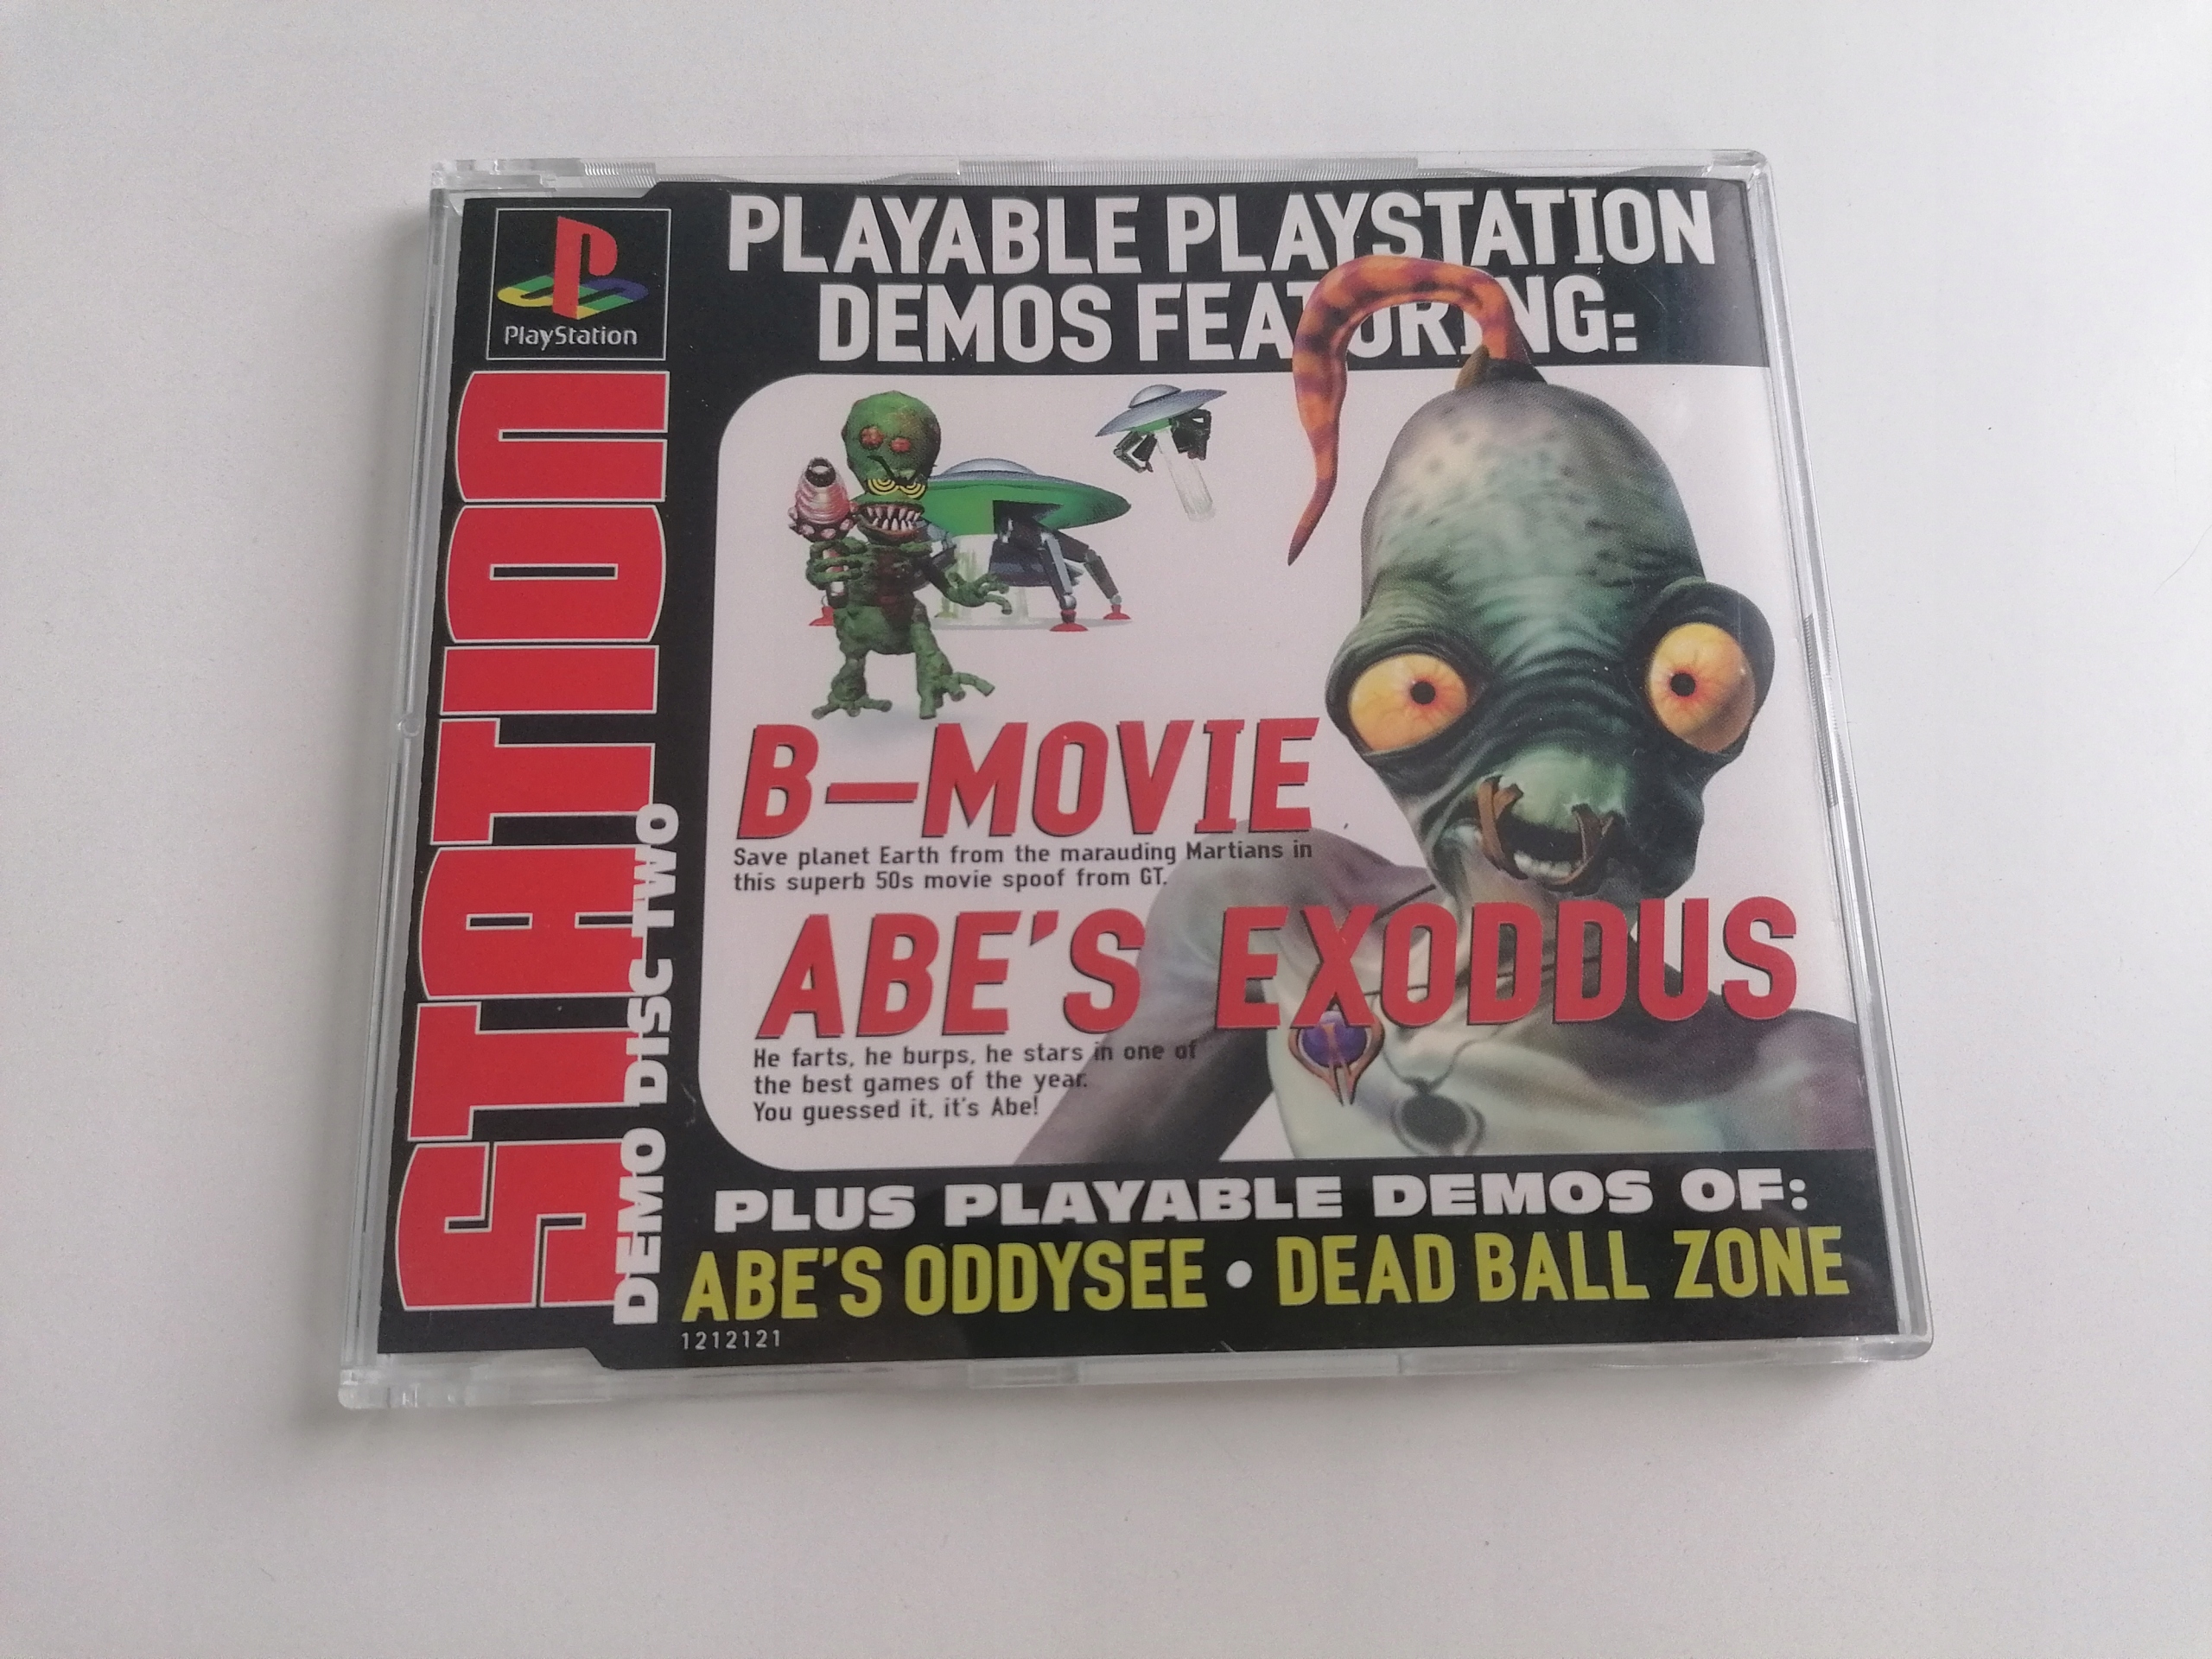 PlayStation
STATION
DEMO DISC TWO
PLAYABLE PLAYSTATION
DEMOS FEATURING:
B-MOVIE
Save planet Earth from the marauding Martians in
this superb 50s movie spoof from GT.
ABE'S EXODDUS
He farts, he burps, he stars in one of
the best games of the year.
You guessed it, it's Abe!
PLUS PLAYABLE DEMOS OF:
ABE'S ODDYSEE • DEAD BALL ZONE
1212121